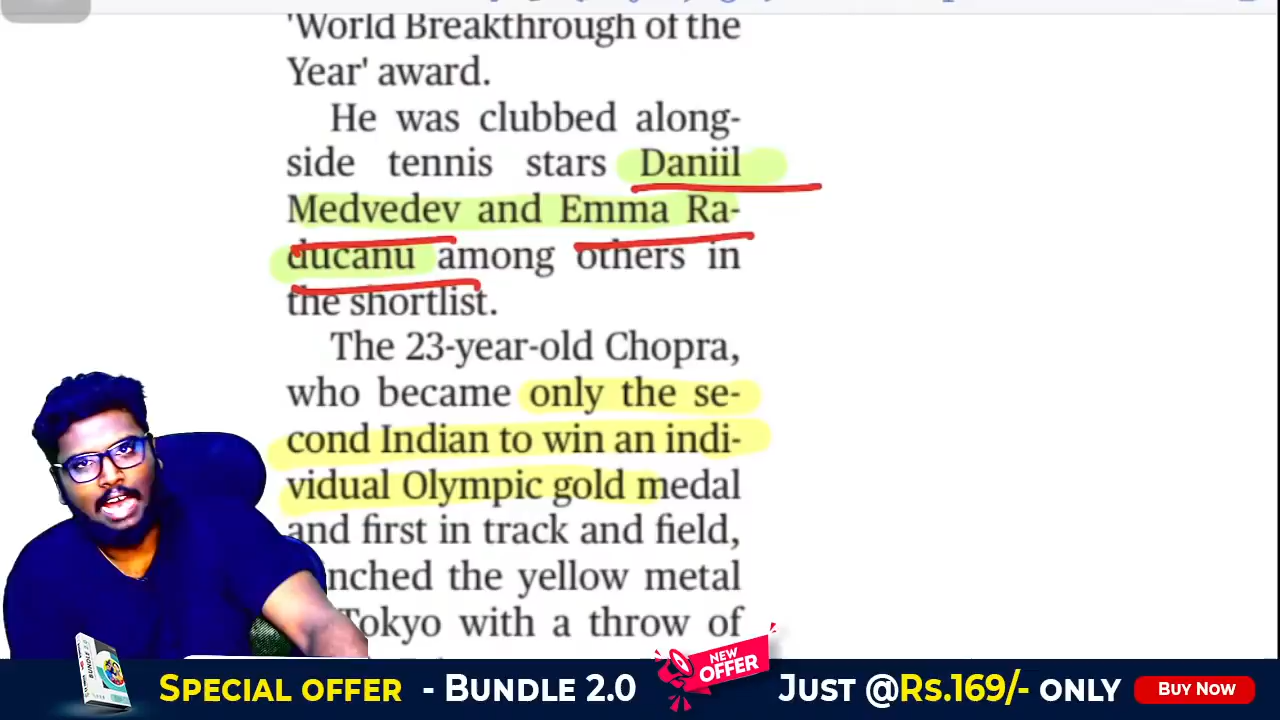 'World Breakthrough of the
Year' award.
He was clubbed along-
side tennis stars Daniil
Medvedev and Emma Ra-
ducanu among others in
the shortlist.
The 23-year-old Chopra,
who became only the se-
cond Indian to win an indi-
vidual Olympic gold medal
and first in track and field,
nched the yellow metal
Tokyo with a throw of
NEW
OFFER
SPECIAL OFFER - BUNDLE 2.0 JUST @Rs.169/- ONLY Buy Now